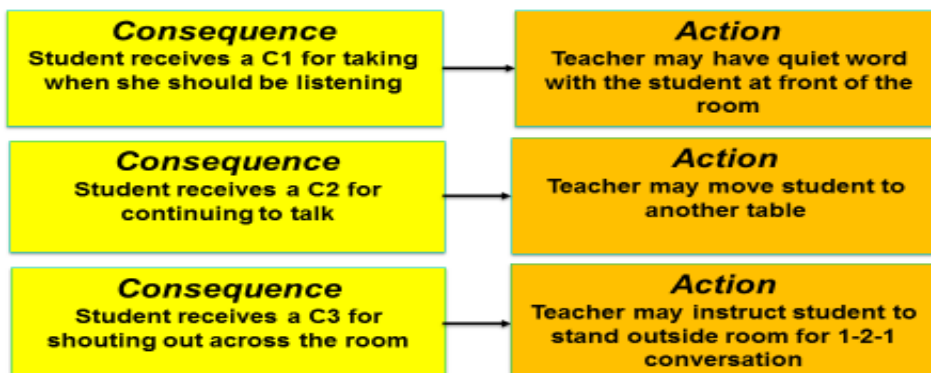 Consequence
Student receives a C1 for taking
when she should be listening
Action
Teacher may have quiet word
with the student at front of the
room
Consequence
Student receives a C2 for
continuing to talk
Action
Teacher may move student to
another table
Consequence
Student receives a C3 for
shouting out across the room
Action
Teacher may instruct student to
stand outside room for 1-2-1
conversation